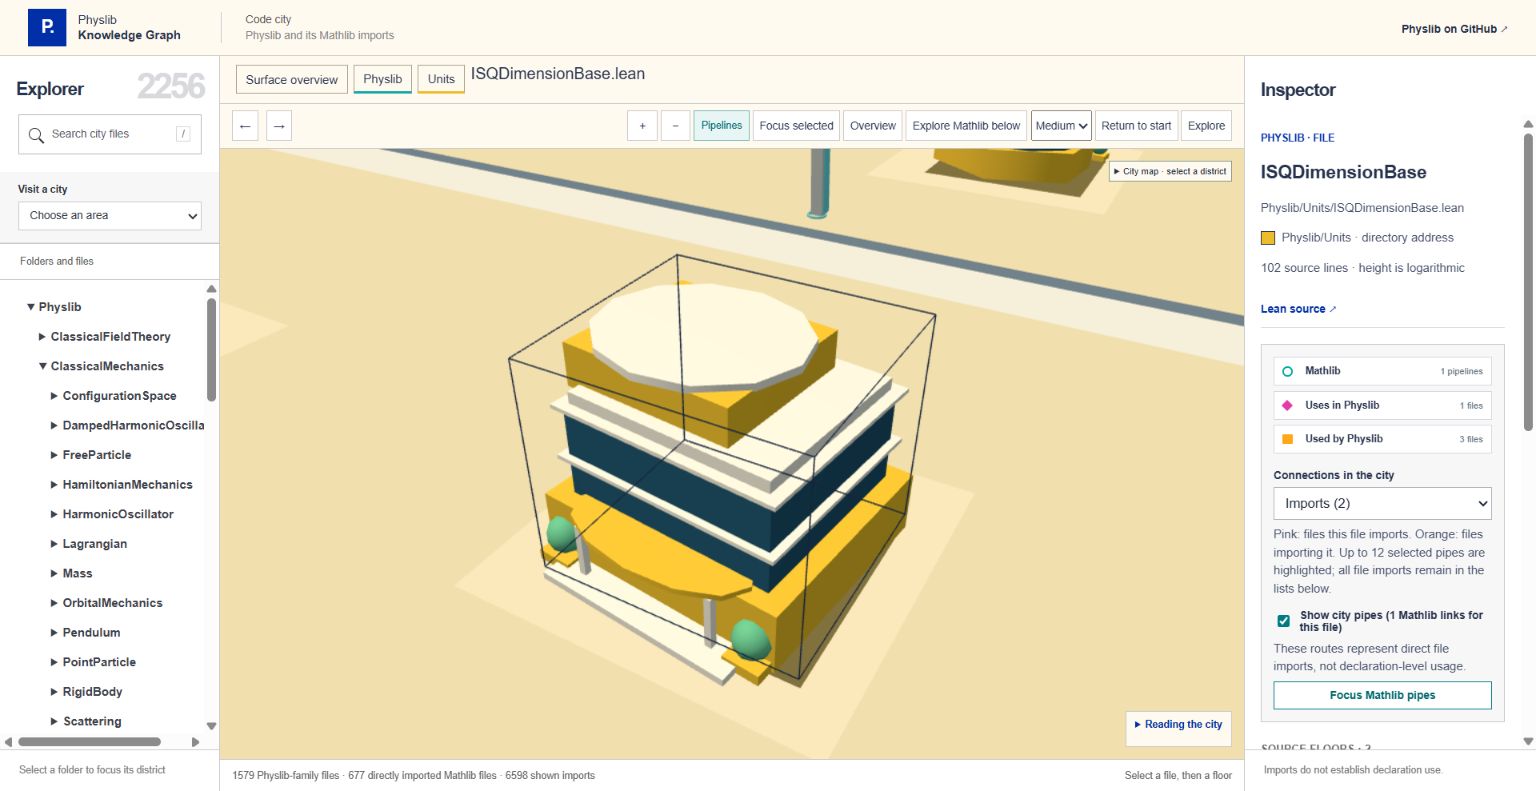 P.
Physlib
Knowledge Graph
Code city
Physlib and its Mathlib imports
Physlib on GitHub ↗
Explorer
2256
Search city files
/
Visit a city
Choose an area
Folders and files
▼ Physlib
▶ ClassicalFieldTheory
▼ ClassicalMechanics
▶ ConfigurationSpace
▶ DampedHarmonicOscilla
▶ FreeParticle
▶ HamiltonianMechanics
▶ HarmonicOscillator
▶ Lagrangian
▶ Mass
▶ OrbitalMechanics
▶ Pendulum
▶ PointParticle
▶ RigidBody
▶ Scattering
Select a folder to focus its district
Surface overview
Physlib
Units
ISQDimensionBase.lean
←
→
+
−
Pipelines
Focus selected
Overview
Explore Mathlib below
Medium
Return to start
Explore
▶ City map · select a district
▶ Reading the city
1579 Physlib-family files · 677 directly imported Mathlib files · 6598 shown imports
Select a file, then a floor
Inspector
PHYSLIB · FILE
ISQDimensionBase
Physlib/Units/ISQDimensionBase.lean
Physlib/Units · directory address
102 source lines · height is logarithmic
Lean source ↗
Mathlib
1 pipelines
Uses in Physlib
1 files
Used by Physlib
3 files
Connections in the city
Imports (2)
Pink: files this file imports. Orange: files
importing it. Up to 12 selected pipes are
highlighted; all file imports remain in the
lists below.
Show city pipes (1 Mathlib links for
this file)
These routes represent direct file
imports, not declaration-level usage.
Focus Mathlib pipes
Imports do not establish declaration use.